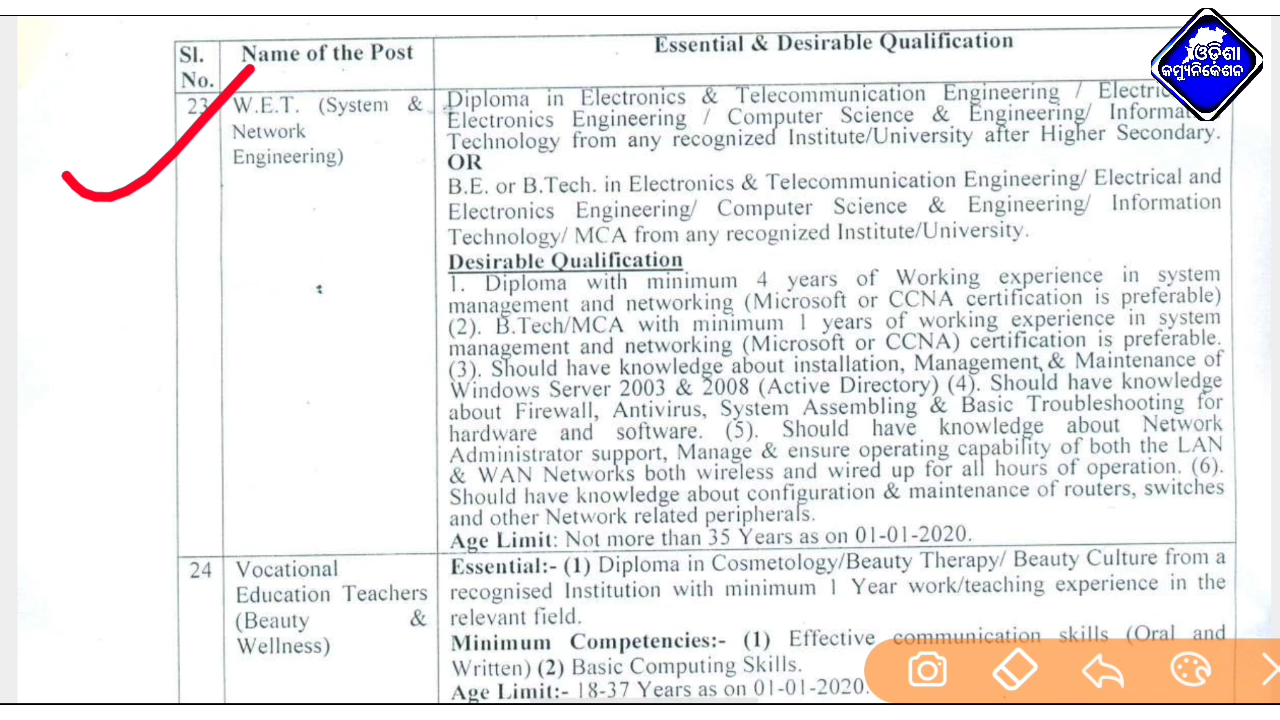 Sl. No.
Name of the Post
Essential & Desirable Qualification
23
W.E.T. (System &
Network
Engineering)
Diploma in Electronics & Telecommunication Engineering /
Electronics Engineering / Computer Science & Engineering/
Technology from any recognized Institute/University after Higher Secondary.
OR
B.E. or B.Tech. in Electronics & Telecommunication Engineering/ Electrical and
Electronics Engineering/ Computer Science & Engineering/ Information
Technology/ MCA from any recognized Institute/University.
Desirable Qualification
1. Diploma with minimum 4 years of Working experience in system
management and networking (Microsoft or CCNA certification is preferable)
(2). B.Tech/MCA with minimum 1 years of working experience in system
management and networking (Microsoft or CCNA) certification is preferable.
(3). Should have knowledge about installation, Management, & Maintenance of
Windows Server 2003 & 2008 (Active Directory) (4). Should have knowledge
about Firewall, Antivirus, System Assembling & Basic Troubleshooting for
hardware and software. (5). Should have knowledge about Network
Administrator support, Manage & ensure operating capability of both the LAN
& WAN Networks both wireless and wired up for all hours of operation. (6).
Should have knowledge about configuration & maintenance of routers, switches
and other Network related peripherals.
Age Limit: Not more than 35 Years as on 01-01-2020.
24
Vocational
Education Teachers
(Beauty &
Wellness)
Essential:- (1) Diploma in Cosmetology/Beauty Therapy/ Beauty Culture from a
recognised Institution with minimum 1 Year work/teaching experience in the
relevant field.
Minimum Competencies:- (1) Effective communication skills (Oral and
Written) (2) Basic Computing Skills.
Age Limit:- 18-37 Years as on 01-01-2020.
ଓଡିଶା
କମ୍ୟୁନିକେଶନ